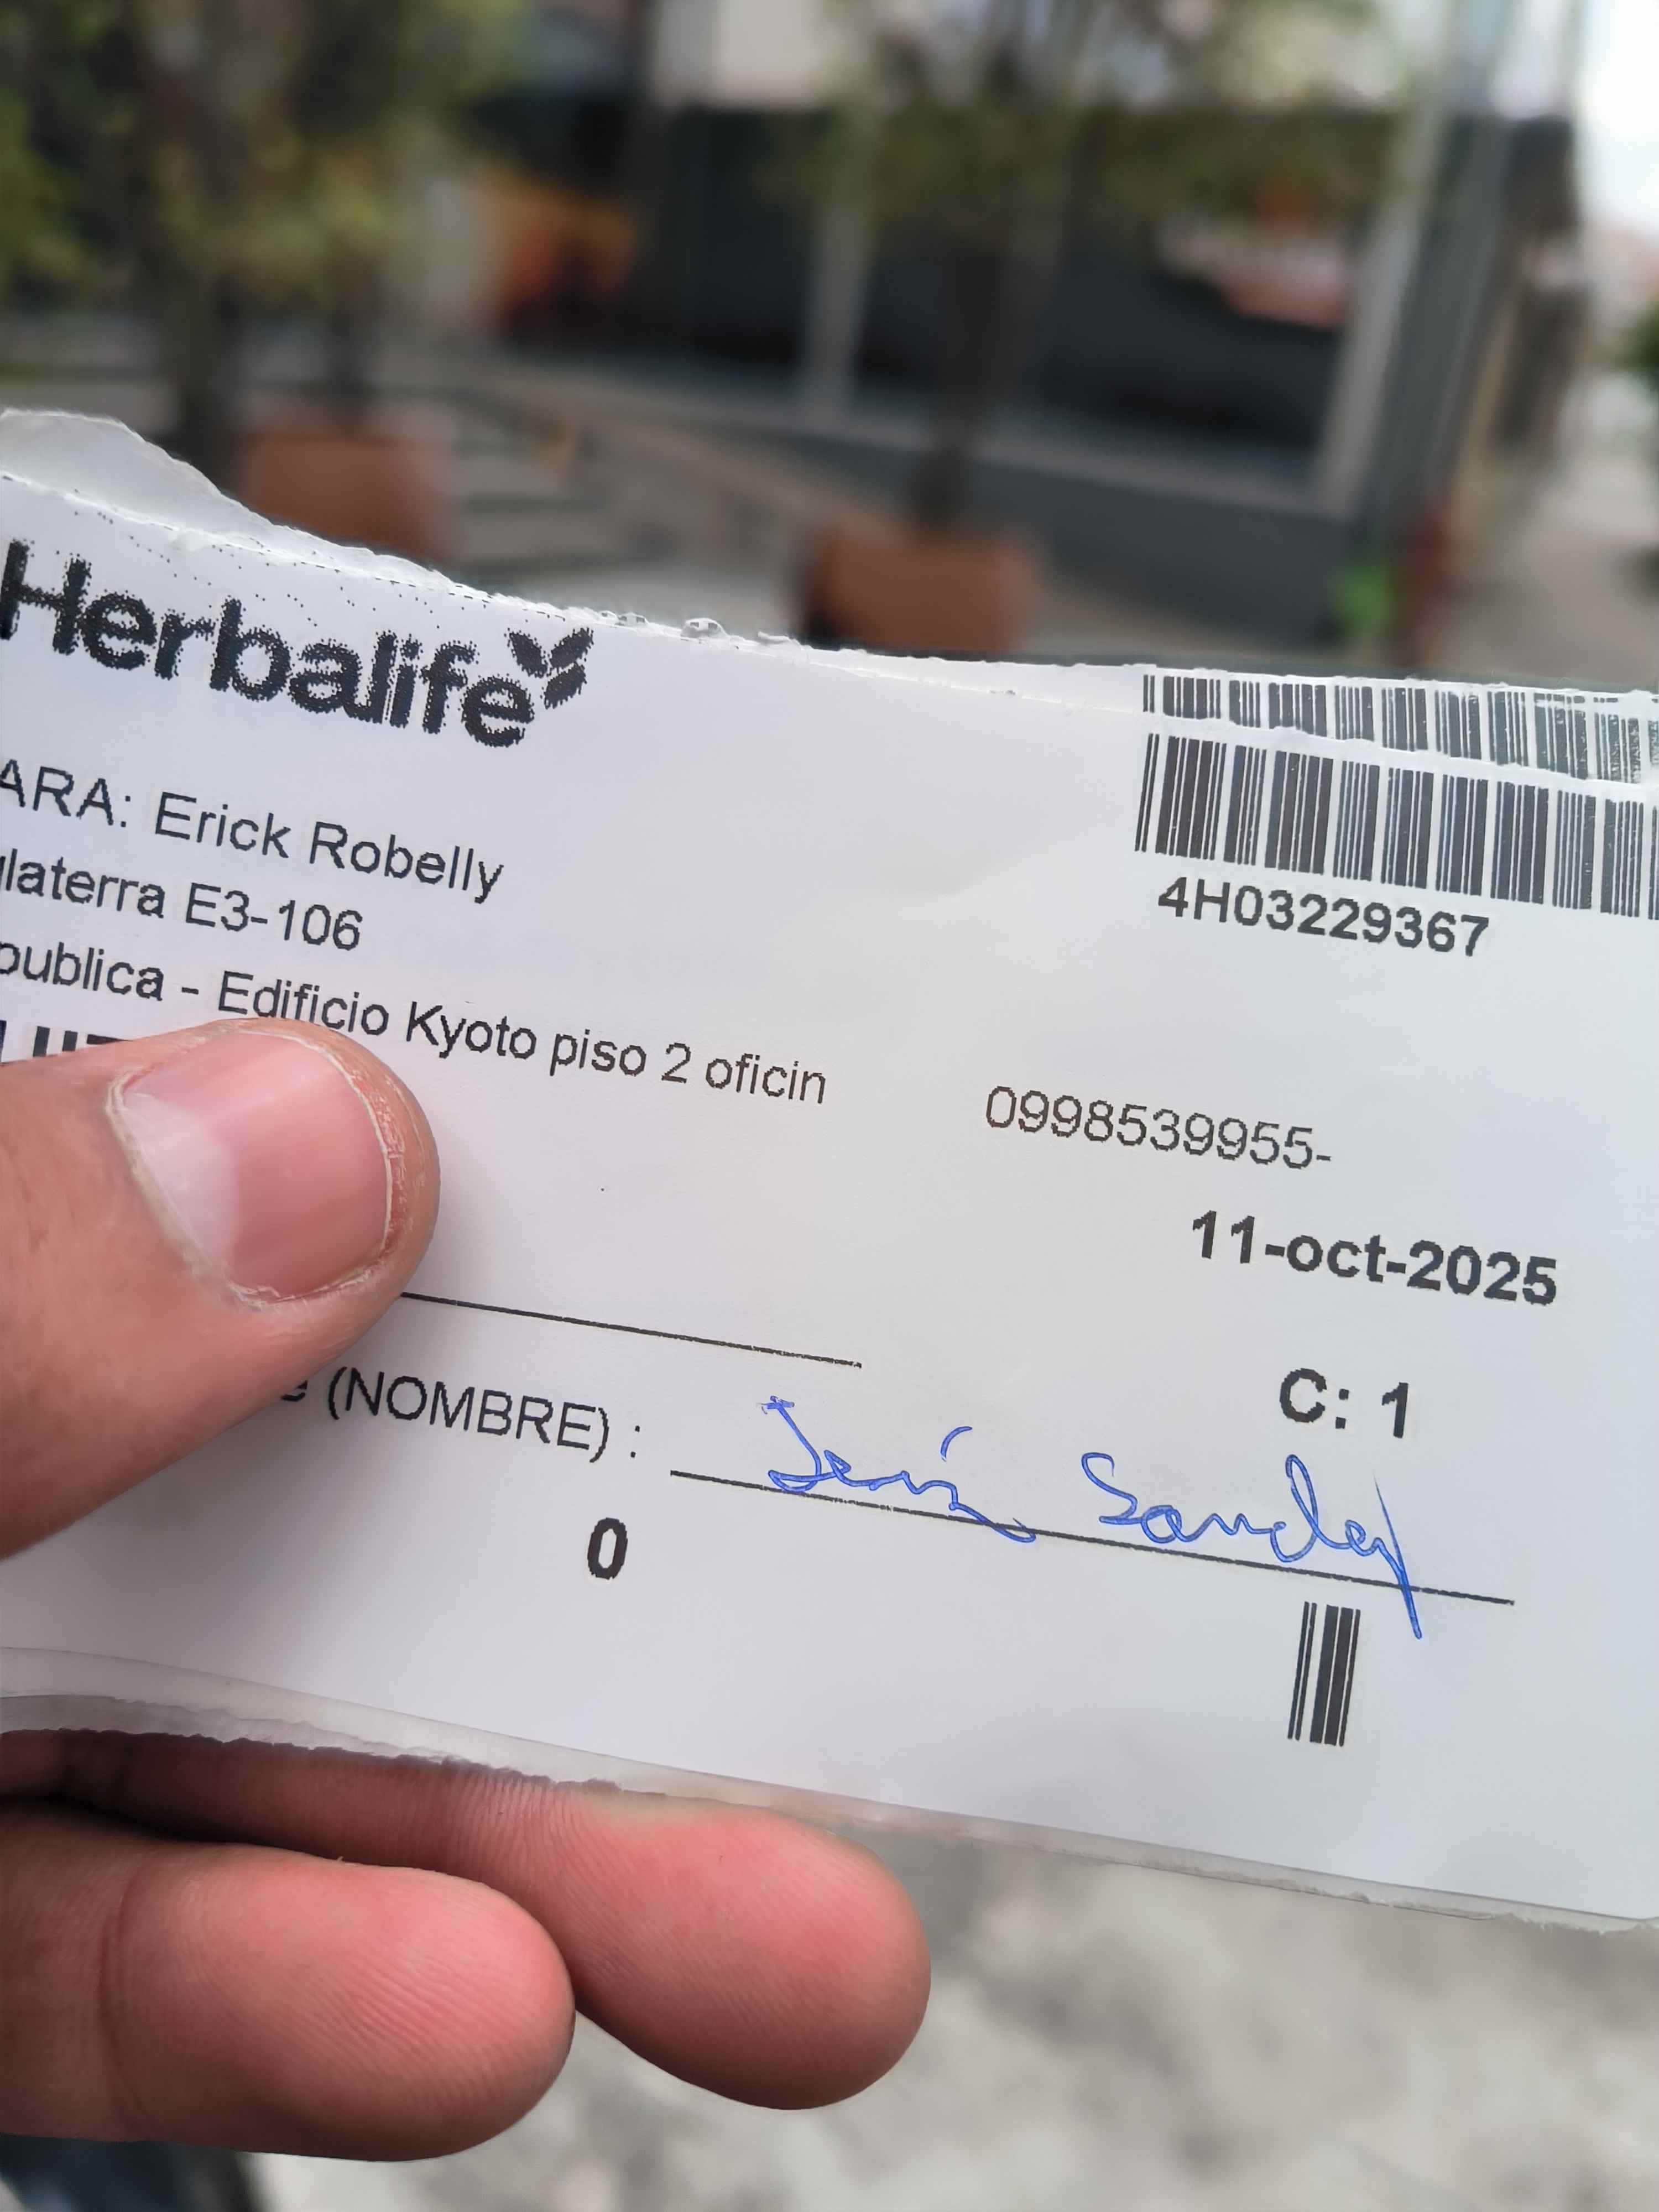 Herbalife
4H03229367
ARA: Erick Robelly
glaterra E3-106
publica - Edificio Kyoto piso 2 oficin
0998539955-
11-oct-2025
C: 1
(NOMBRE) : Jesús
0